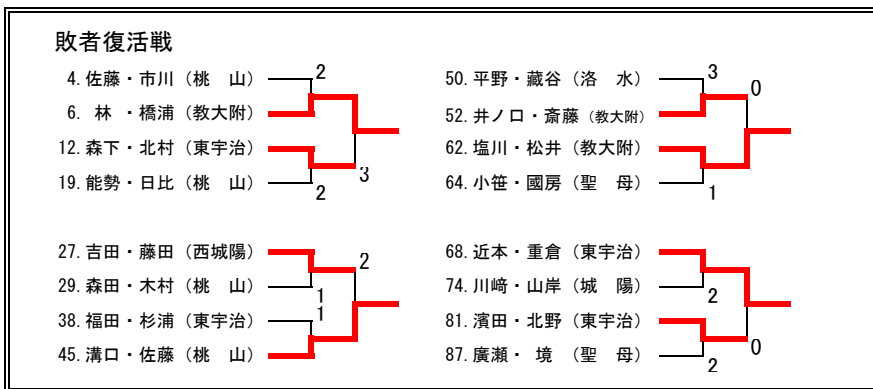 敗者復活戦
4. 佐藤・市川（桃　山） 2
6. 林　・橋浦（教大附）
12. 森下・北村（東宇治） 3
19. 能勢・日比（桃　山） 2
27. 吉田・藤田（西城陽） 2
29. 森田・木村（桃　山） 1
38. 福田・杉浦（東宇治） 1
45. 溝口・佐藤（桃　山）
50. 平野・藏谷（洛　水） 3 0
52. 井ノ口・斎藤（教大附）
62. 塩川・松井（教大附）
64. 小笹・國房（聖　母） 1
68. 近本・重倉（東宇治）
74. 川﨑・山岸（城　陽） 2
81. 濱田・北野（東宇治） 0
87. 廣瀬・　境　（聖　母） 2